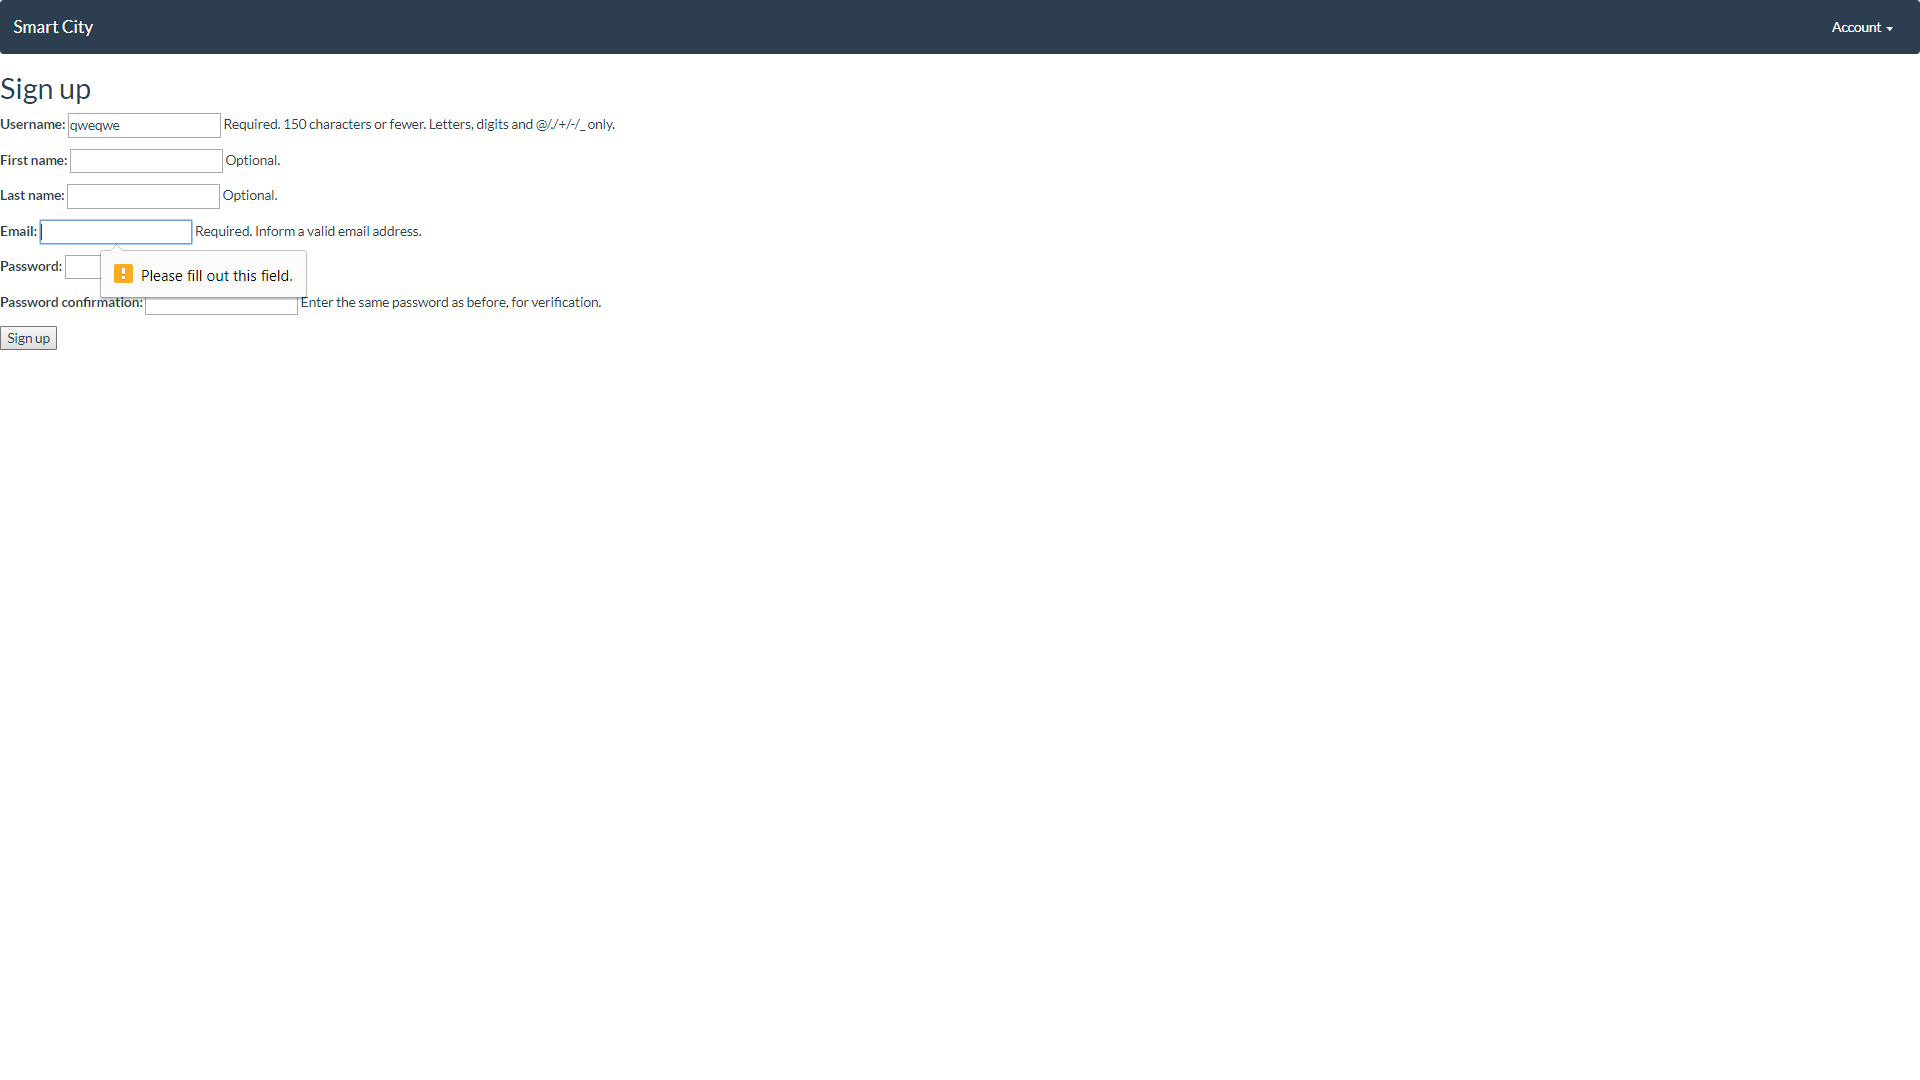 Smart City
Account
Sign up
Username: qweqwe Required. 150 characters or fewer. Letters, digits and @/./+/-/_ only.
First name: Optional.
Last name: Optional.
Email: Required. Inform a valid email address.
Password:
Please fill out this field.
Password confirmation: Enter the same password as before, for verification.
Sign up